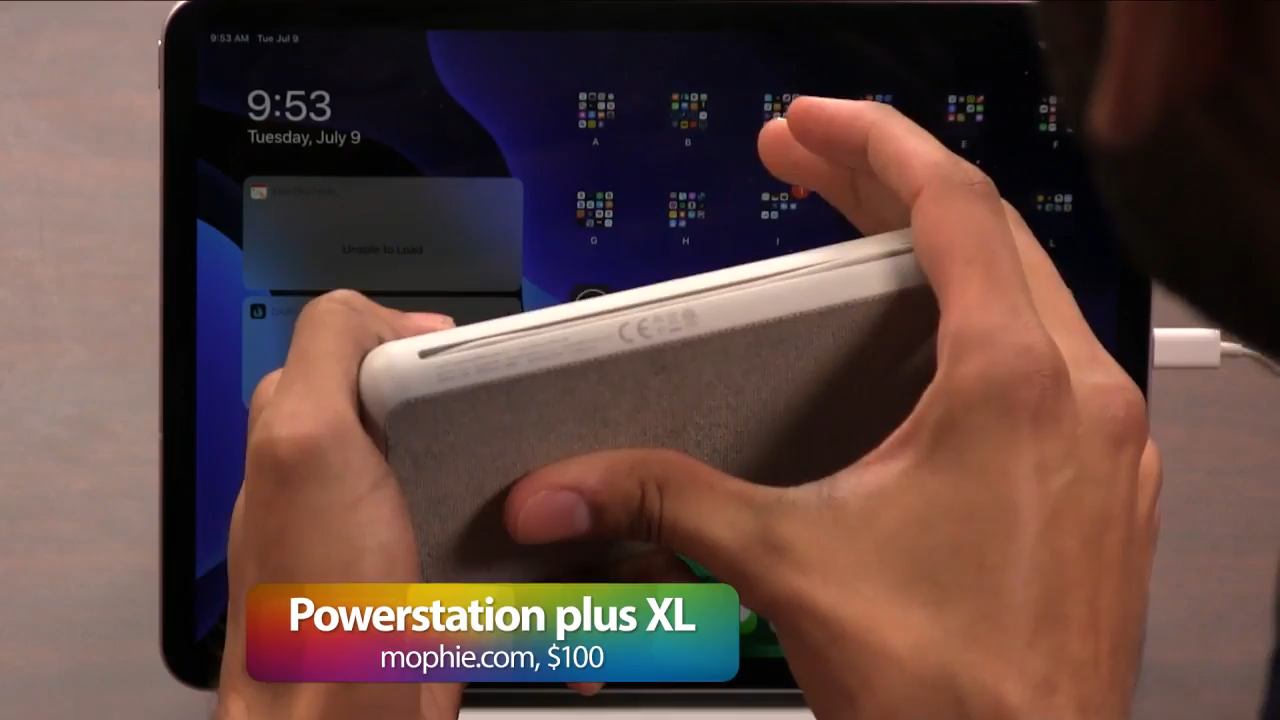 9:53 AM Tue Jul 9
9:53
Tuesday, July 9
A
B
E
F
Unable to Load
G
H
I
L
CE
Powerstation plus XL
mophie.com, $100